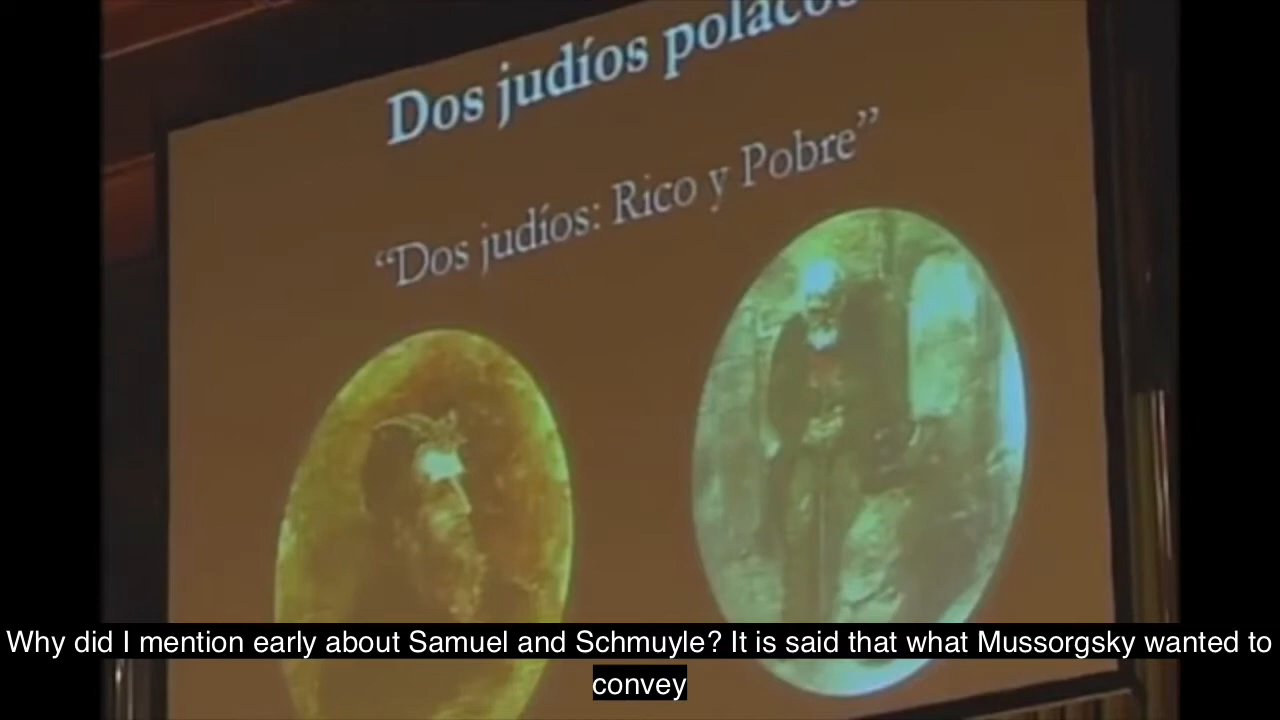 Dos judíos polacos
“Dos judíos: Rico y Pobre”
Why did I mention early about Samuel and Schmuyle? It is said that what Mussorgsky wanted to
convey